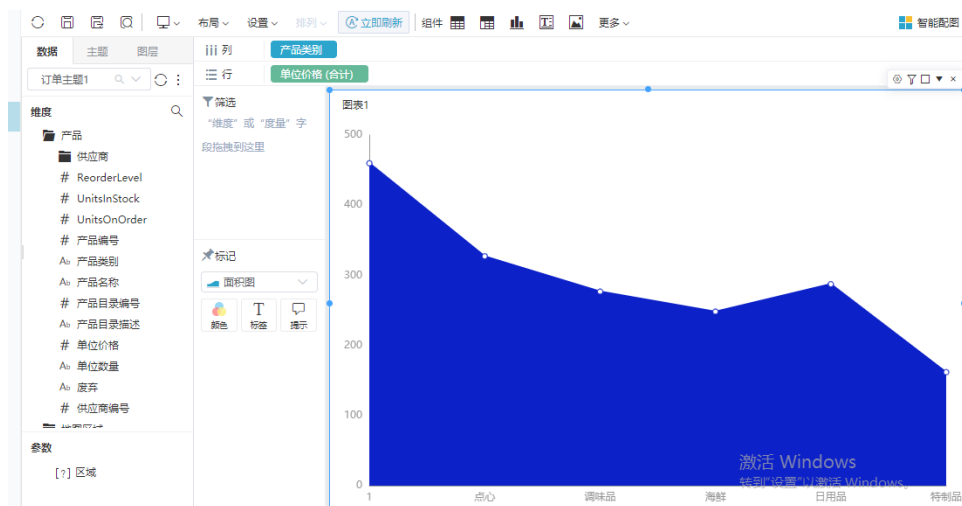 布局 设置 排列 立即刷新 组件 更多 智能配图
数据 主题 图层
订单主题1
维度
产品
供应商
# ReorderLevel
# UnitsInStock
# UnitsOnOrder
# 产品编号
Ab 产品类别
Ab 产品名称
# 产品目录编号
Ab 产品目录描述
# 单位价格
Ab 单位数量
Ab 废弃
# 供应商编号
参数
[?] 区域
列 产品类别
行 单位价格 (合计)
筛选
“维度”或“度量”字
段拖拽到这里
标记
面积图
颜色 标签 提示
图表1
500
400
300
200
100
0
1 点心 调味品 海鲜 日用品 特制品
激活 Windows
转到"设置"以激活 Windows。